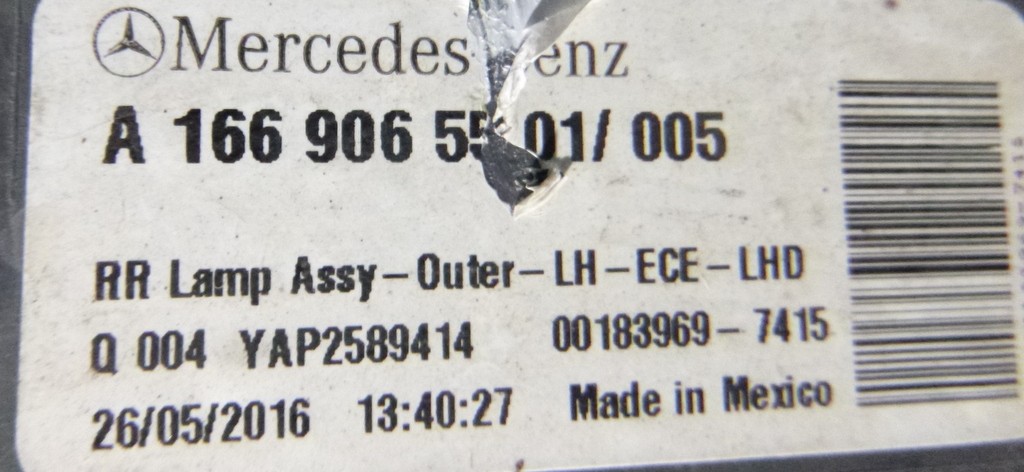 Mercedes enz
A 166 906 55 01/ 005
RR Lamp Assy-Outer-LH-ECE-LHD
Q 004 YAP2589414 00183969-7415
26/05/2016 13:40:27 Made in Mexico